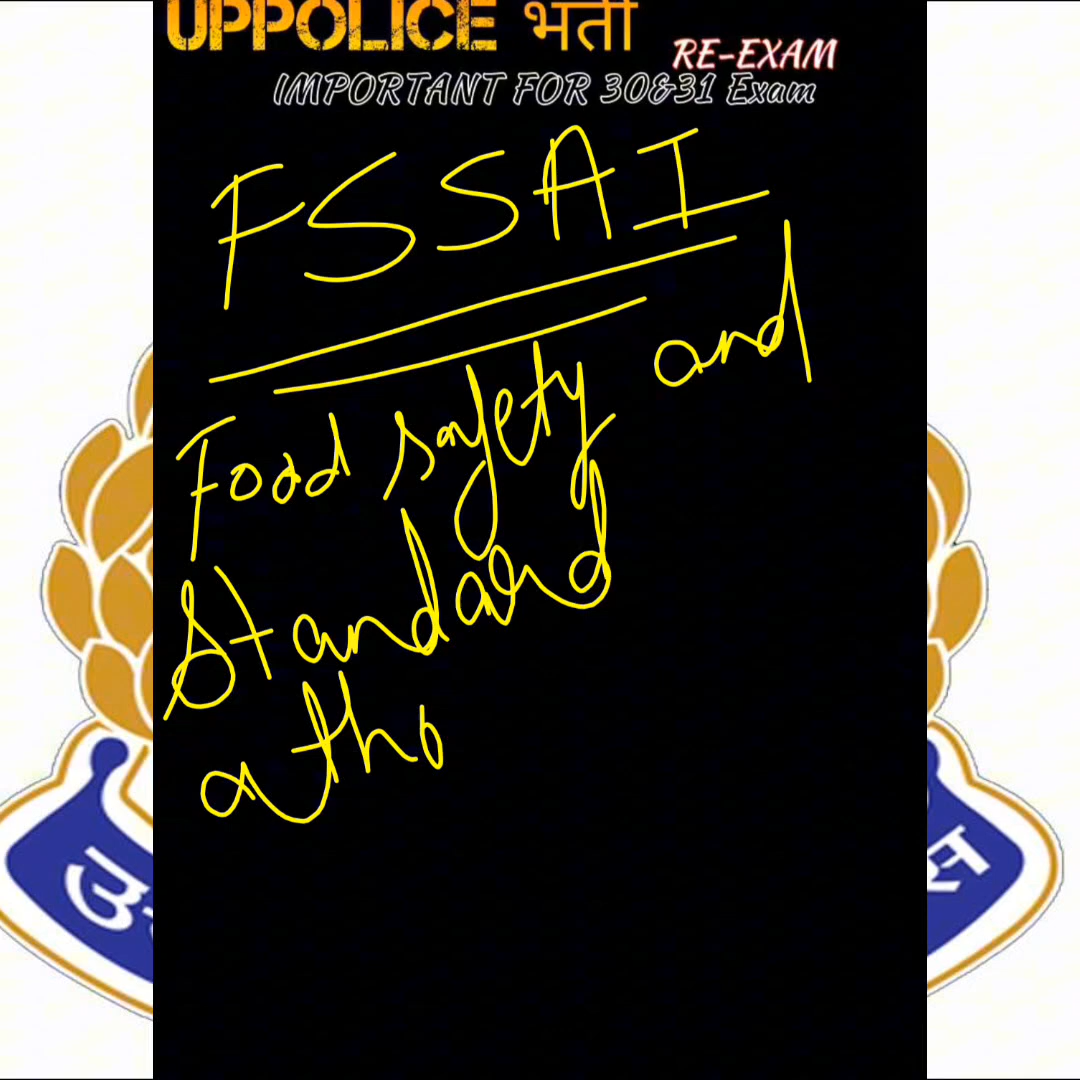 UPPOLICE भर्ती
RE-EXAM
IMPORTANT FOR 30&31 Exam
FSSAI
Food safety and
Standard
atho